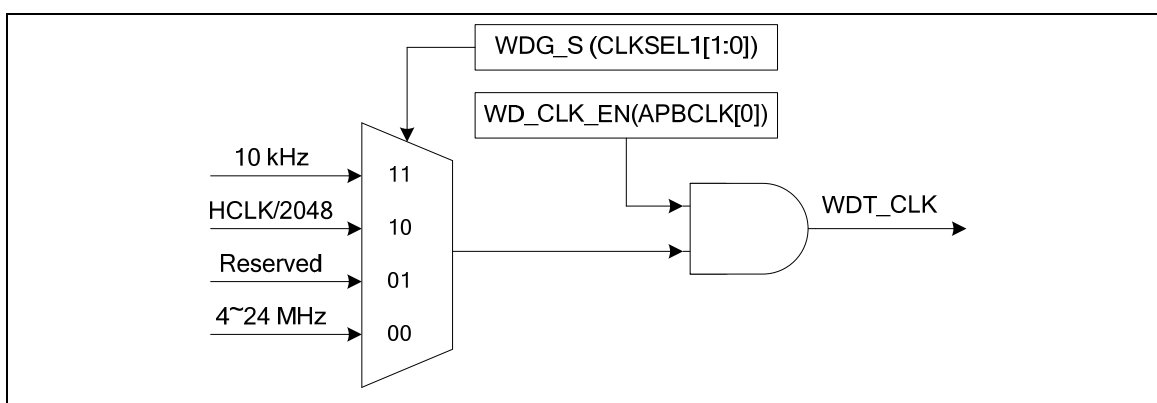 WDG_S (CLKSEL1[1:0])
WD_CLK_EN(APBCLK[0])
10 kHz
11
HCLK/2048
10
Reserved
01
4~24 MHz
00
WDT_CLK